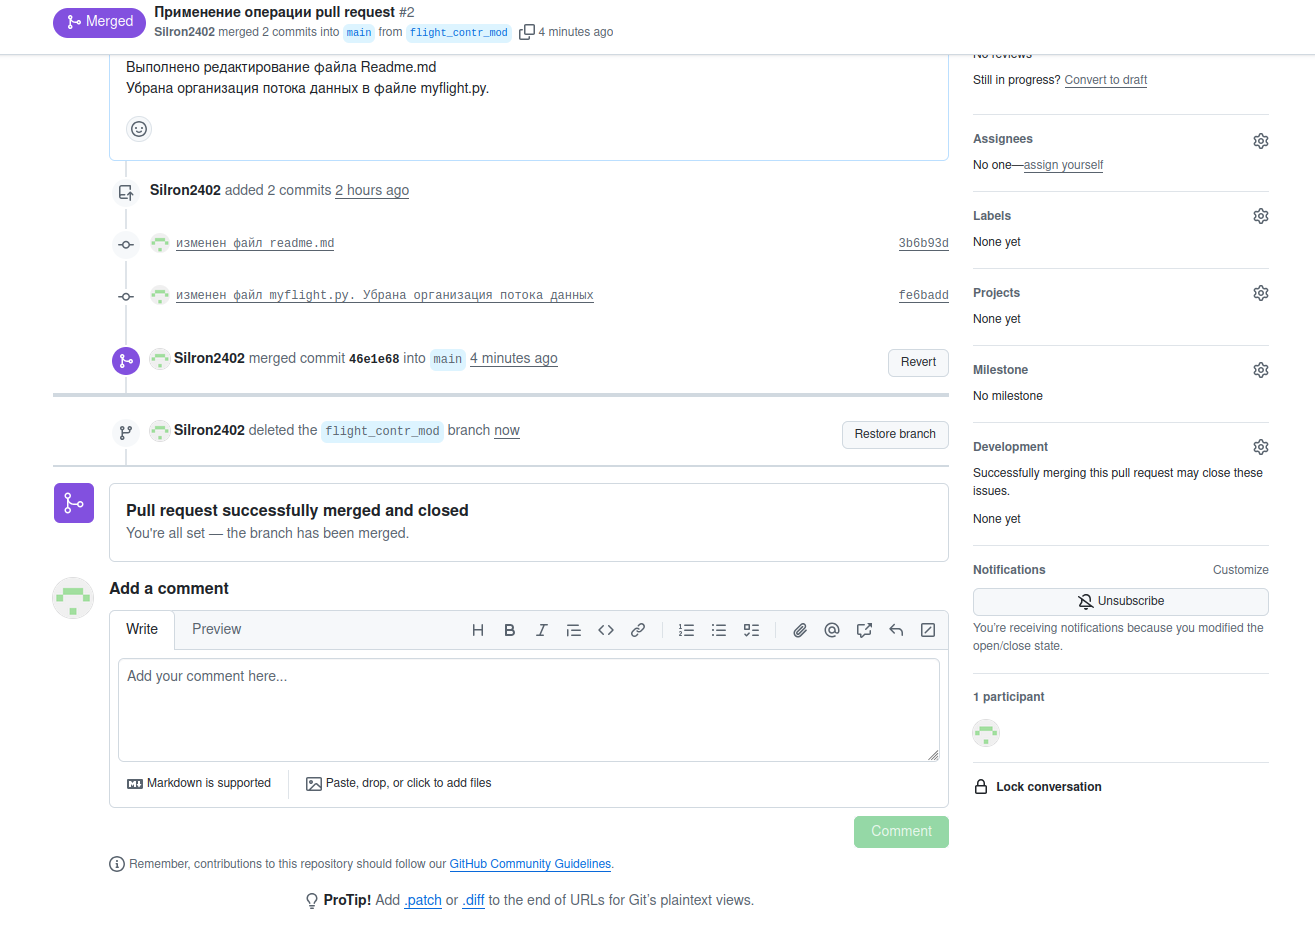 Merged
Применение операции pull request #2
Silron2402 merged 2 commits into main from flight_contr_mod 4 minutes ago
No reviews
Выполнено редактирование файла Readme.md
Still in progress? Convert to draft
Убрана организация потока данных в файле myflight.py.
Assignees
No one—assign yourself
Silron2402 added 2 commits 2 hours ago
Labels
None yet
изменен файл readme.md 3b6b93d
Projects
изменен файл myflight.py. Убрана организация потока данных fe6badd
None yet
Silron2402 merged commit 46e1e68 into main 4 minutes ago Revert
Milestone
No milestone
Silron2402 deleted the flight_contr_mod branch now Restore branch
Development
Successfully merging this pull request may close these
issues.
None yet
Pull request successfully merged and closed
You're all set — the branch has been merged.
Notifications Customize
Unsubscribe
You're receiving notifications because you modified the
open/close state.
Add a comment
Write Preview
Add your comment here...
1 participant
Markdown is supported Paste, drop, or click to add files
Lock conversation
Comment
Remember, contributions to this repository should follow our GitHub Community Guidelines.
ProTip! Add .patch or .diff to the end of URLs for Git's plaintext views.